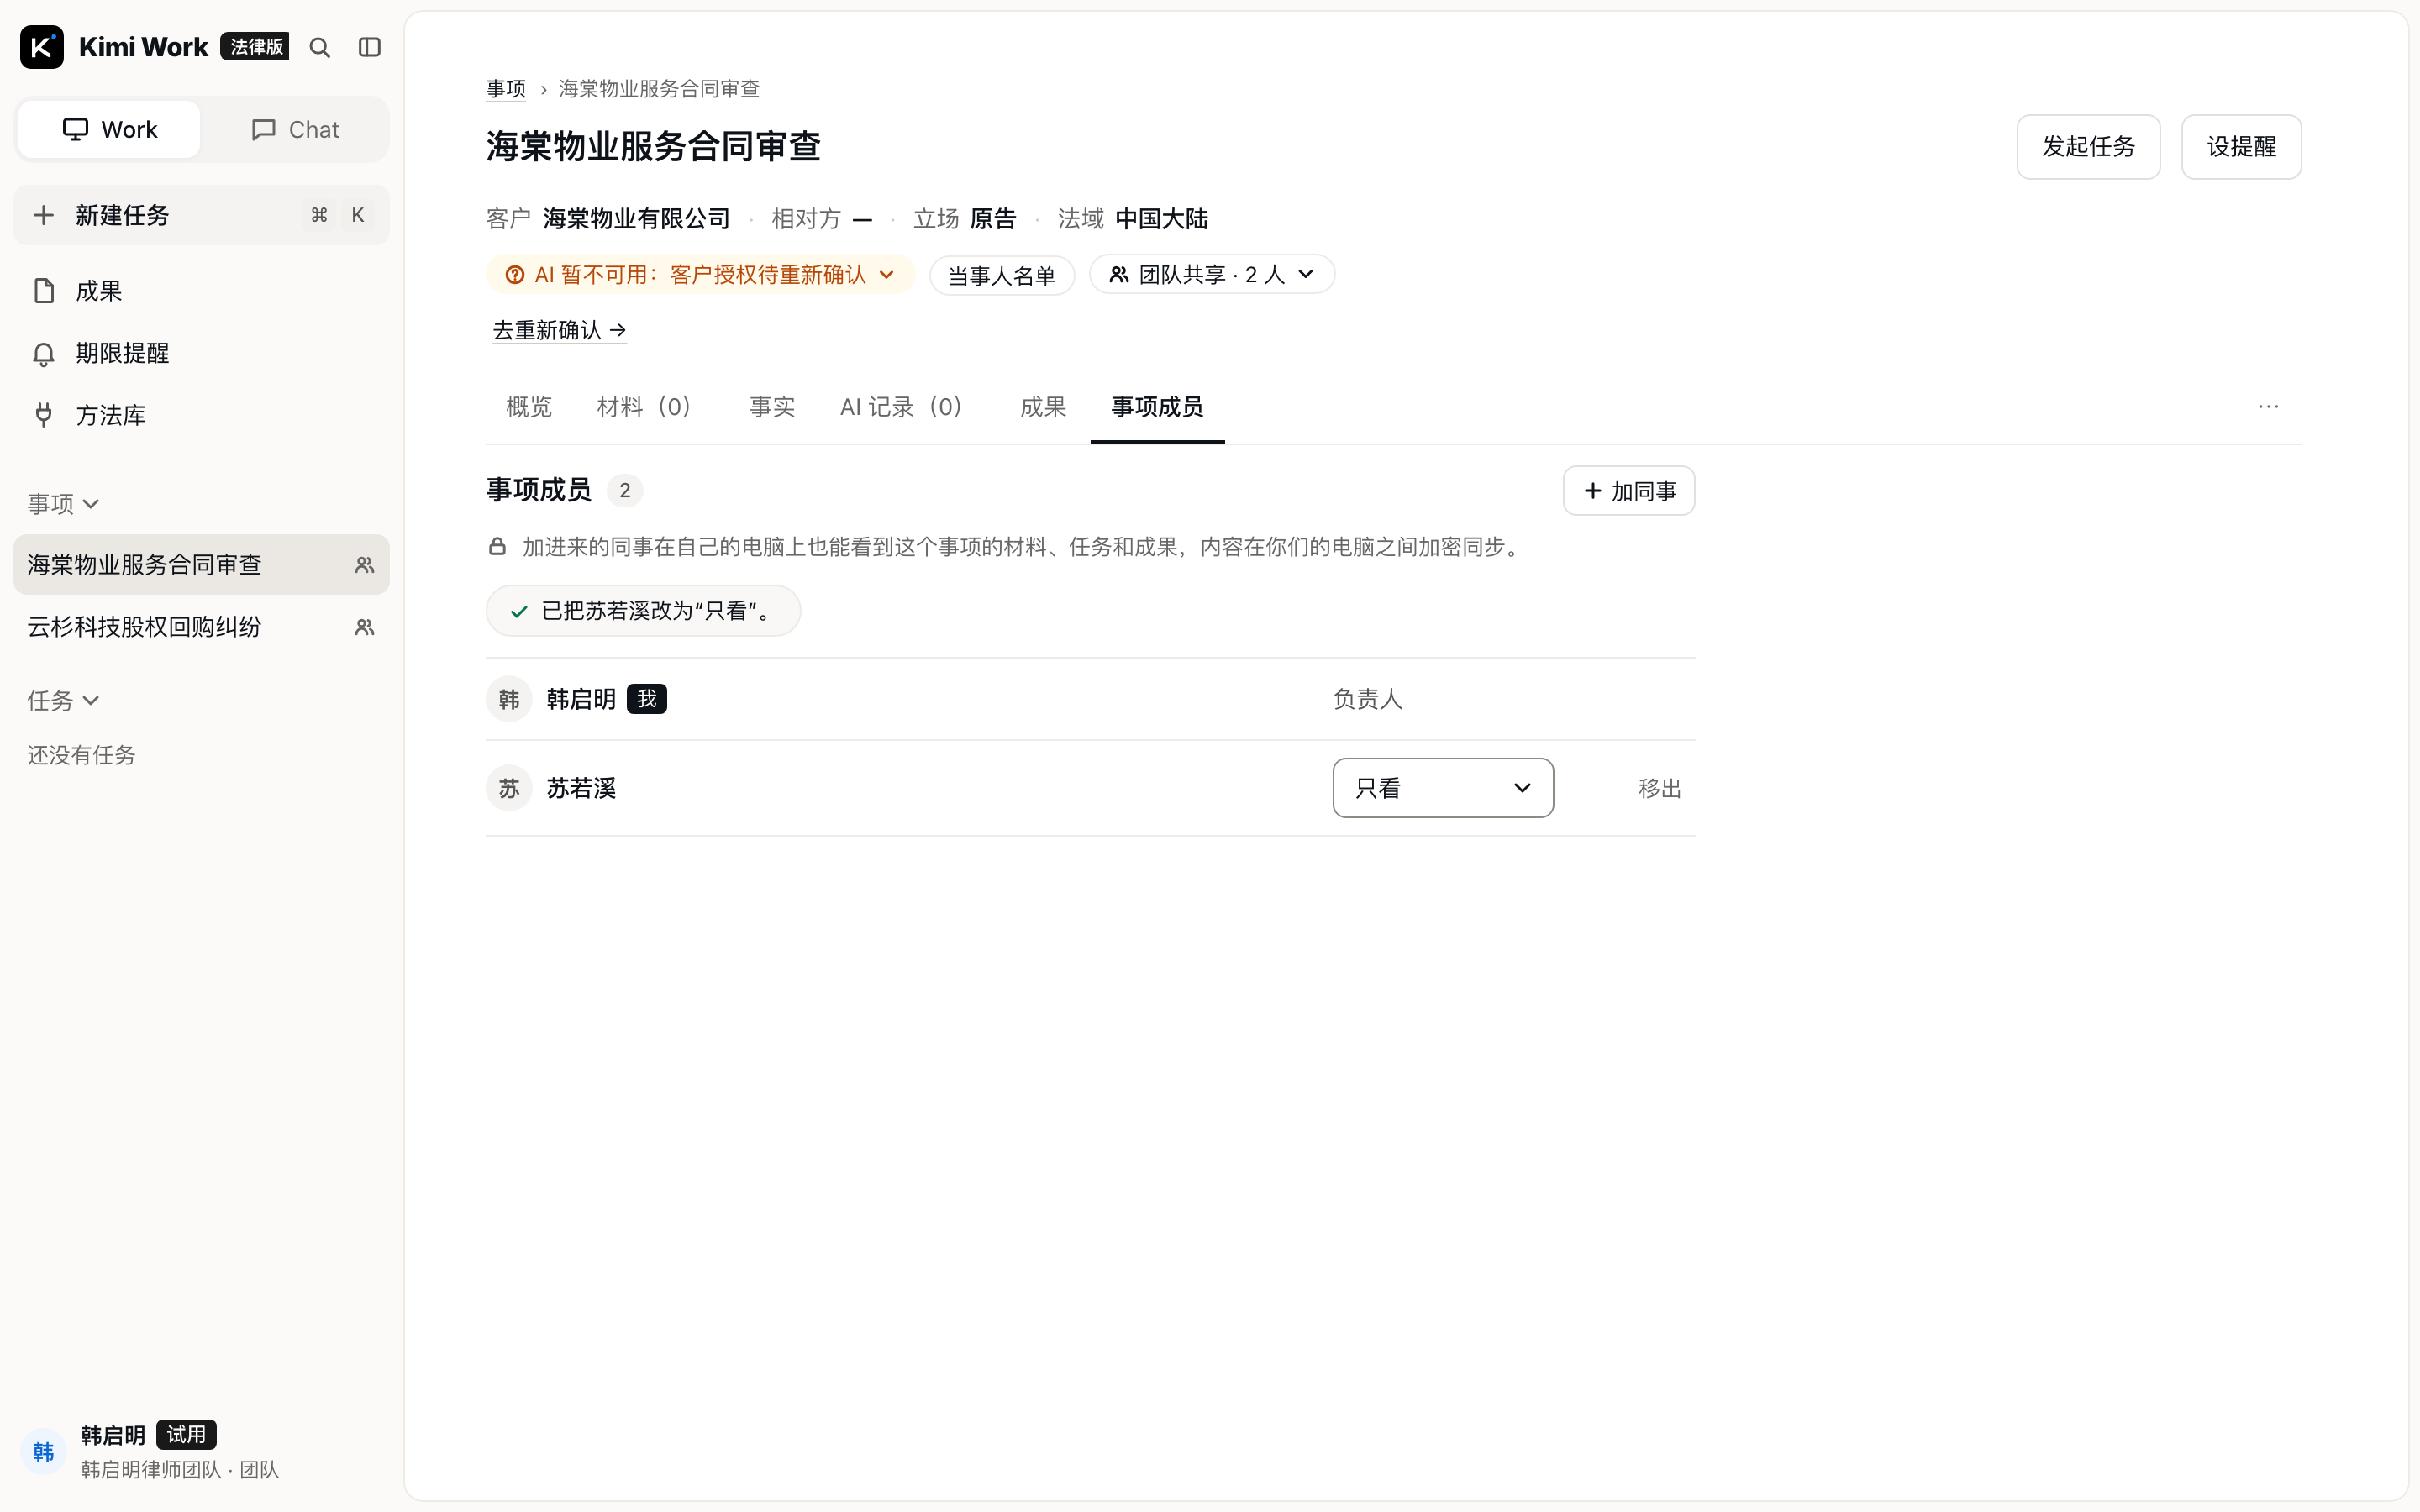 Kimi Work 法律版
Work Chat
新建任务 ⌘ K
成果
期限提醒
方法库
事项
海棠物业服务合同审查
云杉科技股权回购纠纷
任务
还没有任务
韩 韩启明 试用
韩启明律师团队 · 团队
事项 › 海棠物业服务合同审查
海棠物业服务合同审查
发起任务 设提醒
客户 海棠物业有限公司 · 相对方 — · 立场 原告 · 法域 中国大陆
AI 暂不可用：客户授权待重新确认 当事人名单 团队共享 · 2 人
去重新确认 →
概览 材料（0） 事实 AI 记录（0） 成果 事项成员 ···
事项成员 2 + 加同事
加进来的同事在自己的电脑上也能看到这个事项的材料、任务和成果，内容在你们的电脑之间加密同步。
已把苏若溪改为“只看”。
韩 韩启明 我 负责人
苏 苏若溪 只看 移出